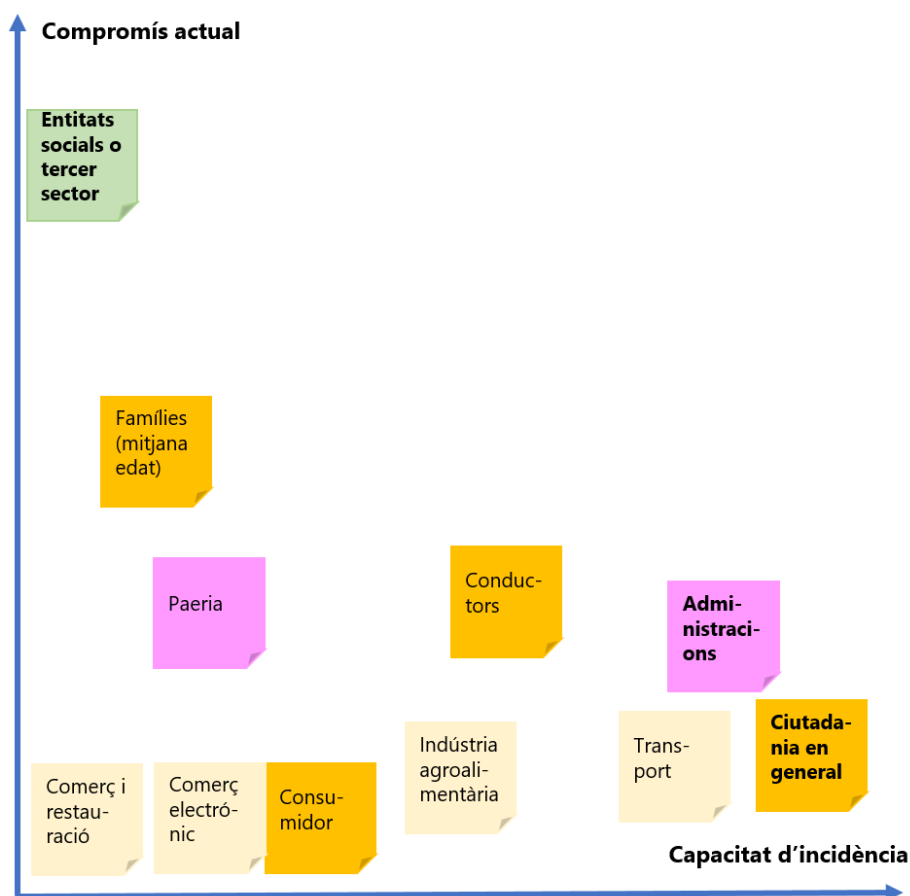 Compromís actual
Entitats
socials o
tercer
sector
Famílies
(mitjana
edat)
Paeria
Conduc-
tors
Admi-
nistraci-
ons
Comerç i
restau-
ració
Comerç
electró-
nic
Consu-
midor
Indústria
agroali-
mentària
Trans-
port
Ciutada-
nia en
general
Capacitat d’incidència